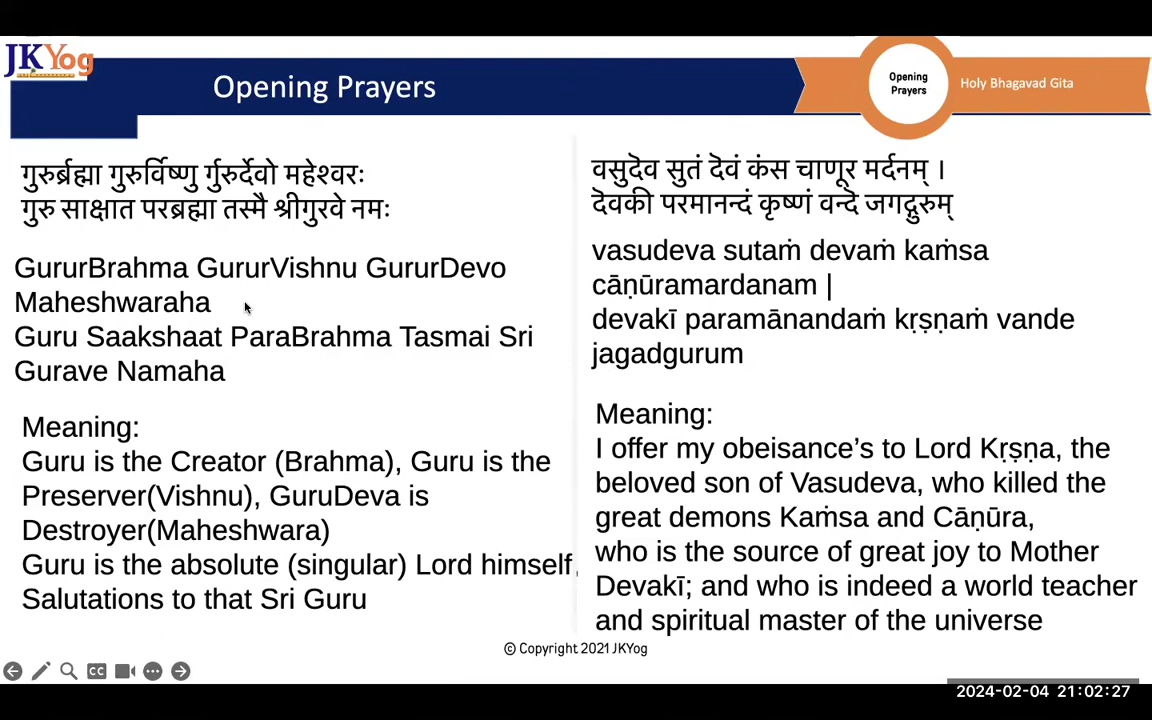 JKYog
Opening Prayers
Opening
Prayers
Holy Bhagavad Gita
गुरुर्ब्रह्मा गुरुर्विष्णु र्गुरुर्देवो महेश्वरः
गुरु साक्षात परब्रह्मा तस्मै श्रीगुरवे नमः
GururBrahma GururVishnu GururDevo
Maheshwaraha
Guru Saakshaat ParaBrahma Tasmai Sri
Gurave Namaha
Meaning:
Guru is the Creator (Brahma), Guru is the
Preserver(Vishnu), GuruDeva is
Destroyer(Maheshwara)
Guru is the absolute (singular) Lord himself,
Salutations to that Sri Guru
वसुदॆव सुतं दॆवं कंस चाणूर मर्दनम् ।
दॆवकी परमानन्दं कृष्णं वन्दॆ जगद्गुरुम्
vasudeva sutaṁ devaṁ kaṁsa
cāṇūramardanam |
devakī paramānandaṁ kṛṣṇaṁ vande
jagadgurum
Meaning:
I offer my obeisance’s to Lord Kṛṣṇa, the
beloved son of Vasudeva, who killed the
great demons Kaṁsa and Cāṇūra,
who is the source of great joy to Mother
Devakī; and who is indeed a world teacher
and spiritual master of the universe
© Copyright 2021 JKYog
CC
2024-02-04 21:02:27